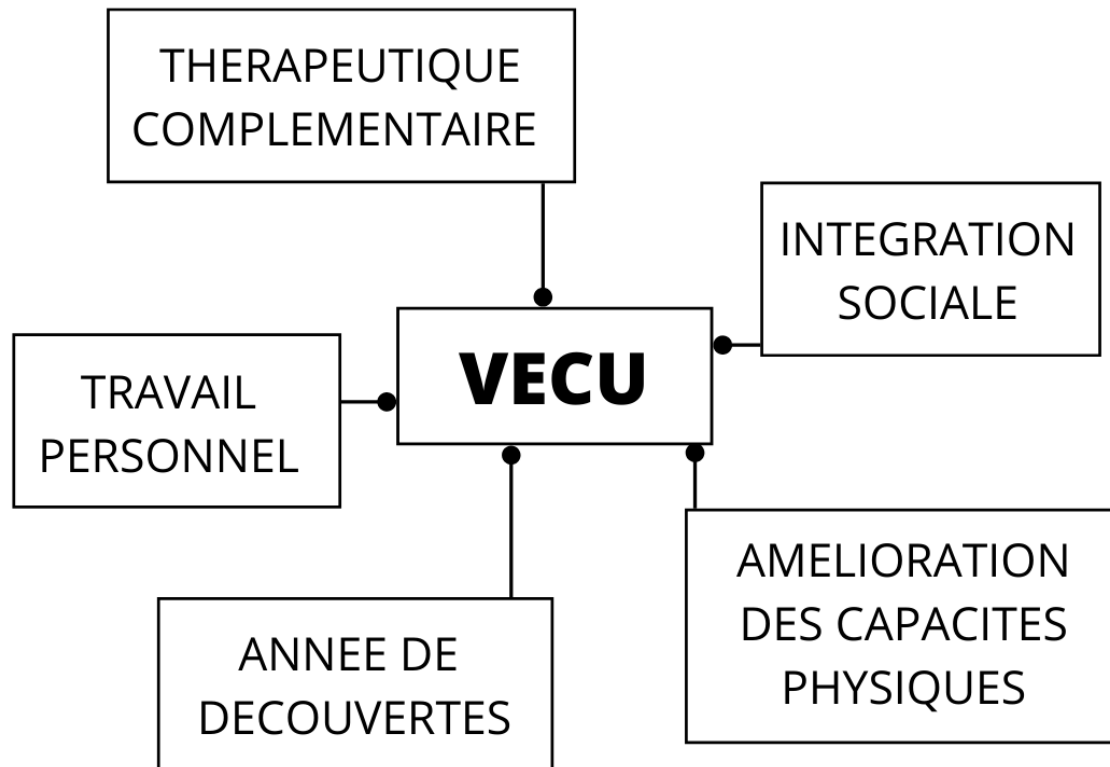 THERAPEUTIQUE
COMPLEMENTAIRE
INTEGRATION
SOCIALE
VECU
TRAVAIL
PERSONNEL
AMELIORATION
DES CAPACITES
PHYSIQUES
ANNEE DE
DECOUVERTES